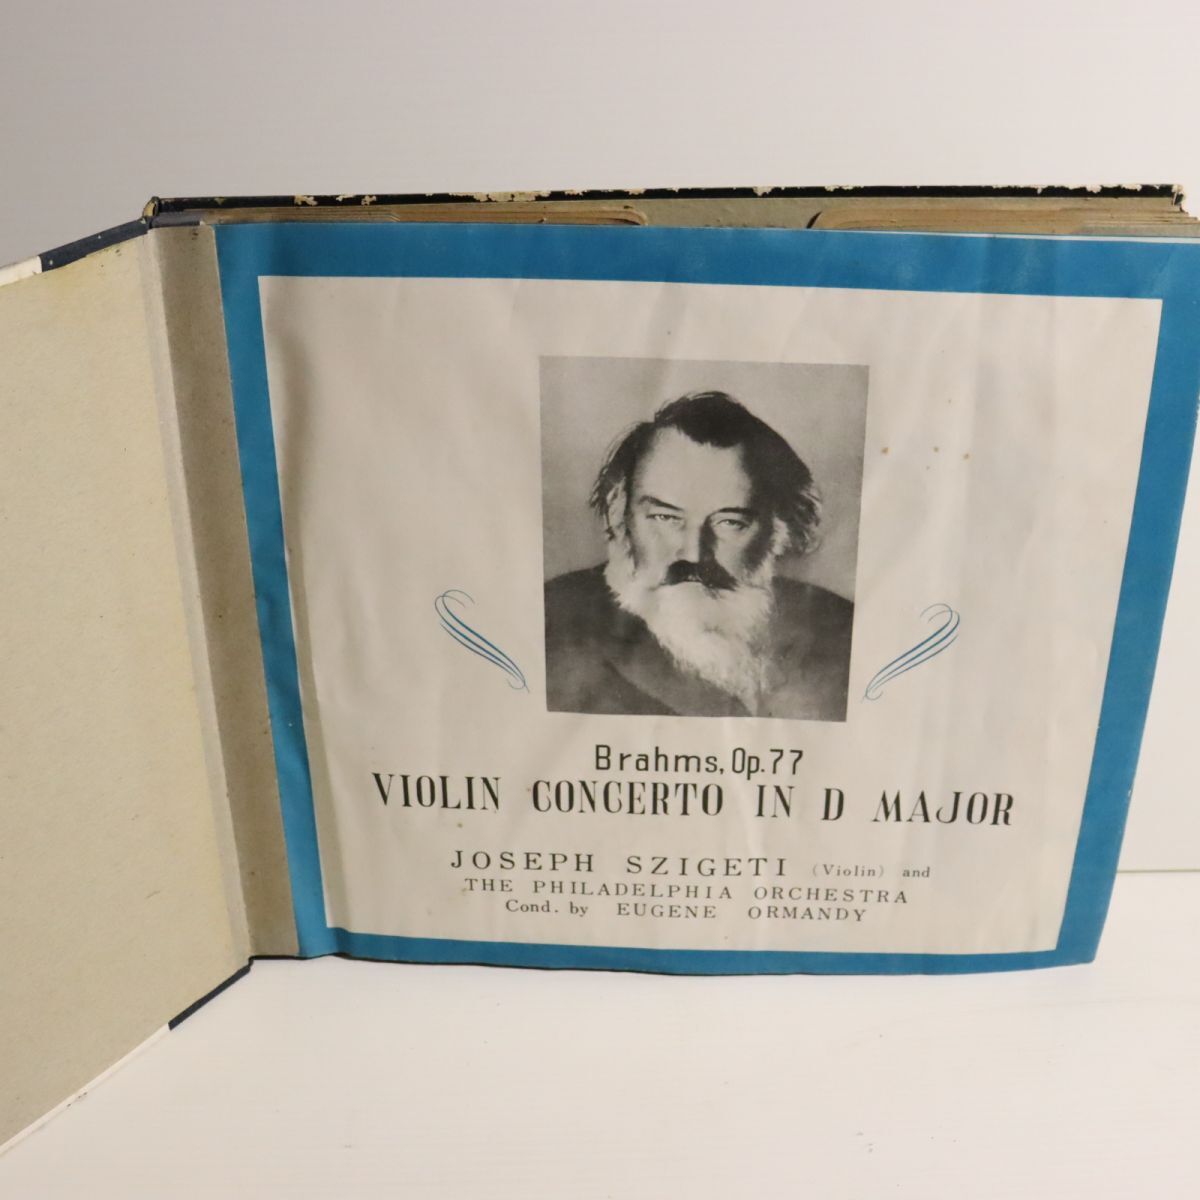 Brahms, Op.77
VIOLIN CONCERTO IN D MAJOR
JOSEPH SZIGETI (Violin) and
THE PHILADELPHIA ORCHESTRA
Cond. by EUGENE ORMANDY